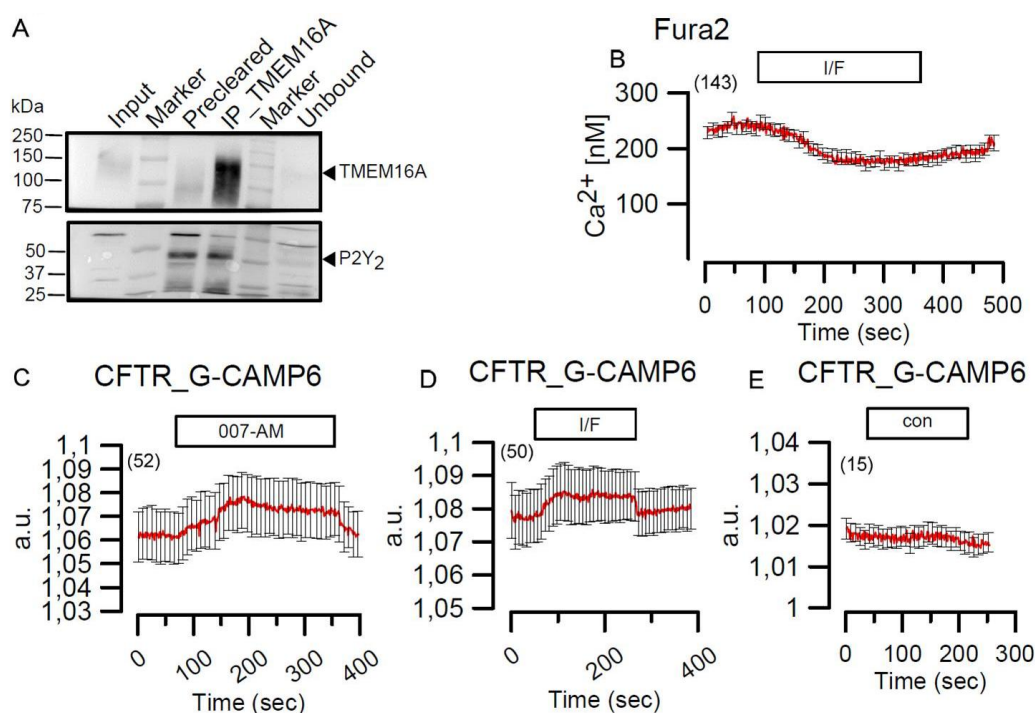 A
Input
Marker
Precleared
IP_TMEM16A
Marker
Unbound
kDa
250
150
100
75
TMEM16A
50
37
25
P2Y2
Fura2
B
I/F
(143)
300
200
100
Ca2+ [nM]
0 100 200 300 400 500
Time (sec)
C
CFTR_G-CAMP6
007-AM
(52)
1,1
1,09
1,08
1,07
1,06
1,05
1,04
1,03
a.u.
0 100 200 300 400
Time (sec)
D
CFTR_G-CAMP6
I/F
(50)
1,1
1,09
1,08
1,07
1,06
1,05
a.u.
0 200 400
Time (sec)
E
CFTR_G-CAMP6
con
(15)
1,04
1,03
1,02
1,01
1
a.u.
0 100 200 300
Time (sec)